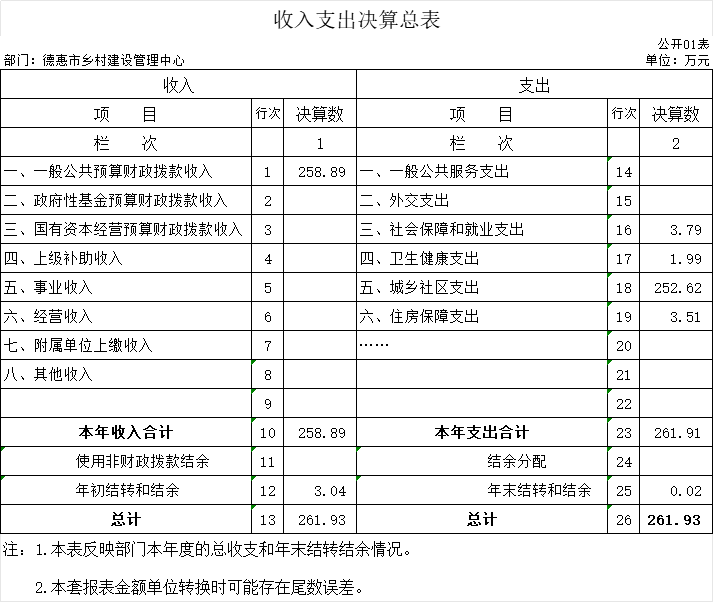 收入支出决算总表
公开01表
部门：德惠市乡村建设管理中心 单位：万元
收入 支出
项 目 行次 决算数 项 目 行次 决算数
栏 次 1 栏 次 2
一、一般公共预算财政拨款收入 1 258.89 一、一般公共服务支出 14
二、政府性基金预算财政拨款收入 2 二、外交支出 15
三、国有资本经营预算财政拨款收入 3 三、社会保障和就业支出 16 3.79
四、上级补助收入 4 四、卫生健康支出 17 1.99
五、事业收入 5 五、城乡社区支出 18 252.62
六、经营收入 6 六、住房保障支出 19 3.51
七、附属单位上缴收入 7 …… 20
八、其他收入 8 21
9 22
本年收入合计 10 258.89 本年支出合计 23 261.91
使用非财政拨款结余 11 结余分配 24
年初结转和结余 12 3.04 年末结转和结余 25 0.02
总计 13 261.93 总计 26 261.93
注：1.本表反映部门本年度的总收支和年末结转结余情况。
2.本套报表金额单位转换时可能存在尾数误差。